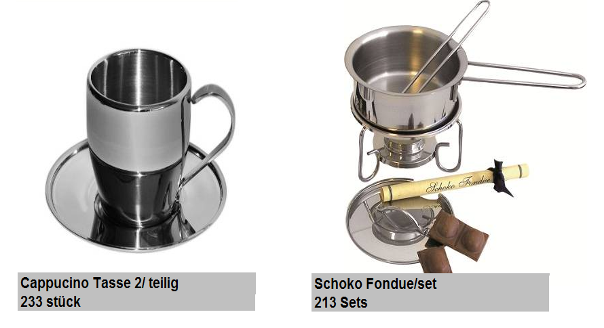 Schoko Fondue
Cappucino Tasse 2/ teilig
233 stück
Schoko Fondue/set
213 Sets